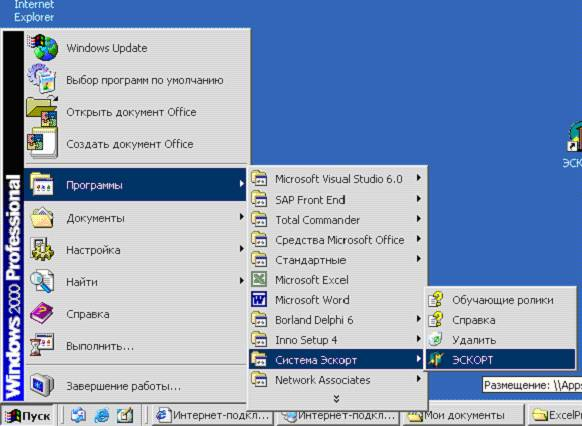 Internet
Explorer
Windows Update
Выбор программ по умолчанию
Открыть документ Office
Создать документ Office
Программы
Документы
Настройка
Найти
Справка
Выполнить...
Завершение работы...
Windows 2000 Professional
Microsoft Visual Studio 6.0
SAP Front End
Total Commander
Средства Microsoft Office
Стандартные
Microsoft Excel
Microsoft Word
Borland Delphi 6
Inno Setup 4
Система Эскорт
Network Associates
Обучающие ролики
Справка
Удалить
ЭСКОРТ
ЭСК
Размещение: \\Apps
Пуск
Интернет-подкл...
Интернет-подкл...
Мои документы
ExcelPr